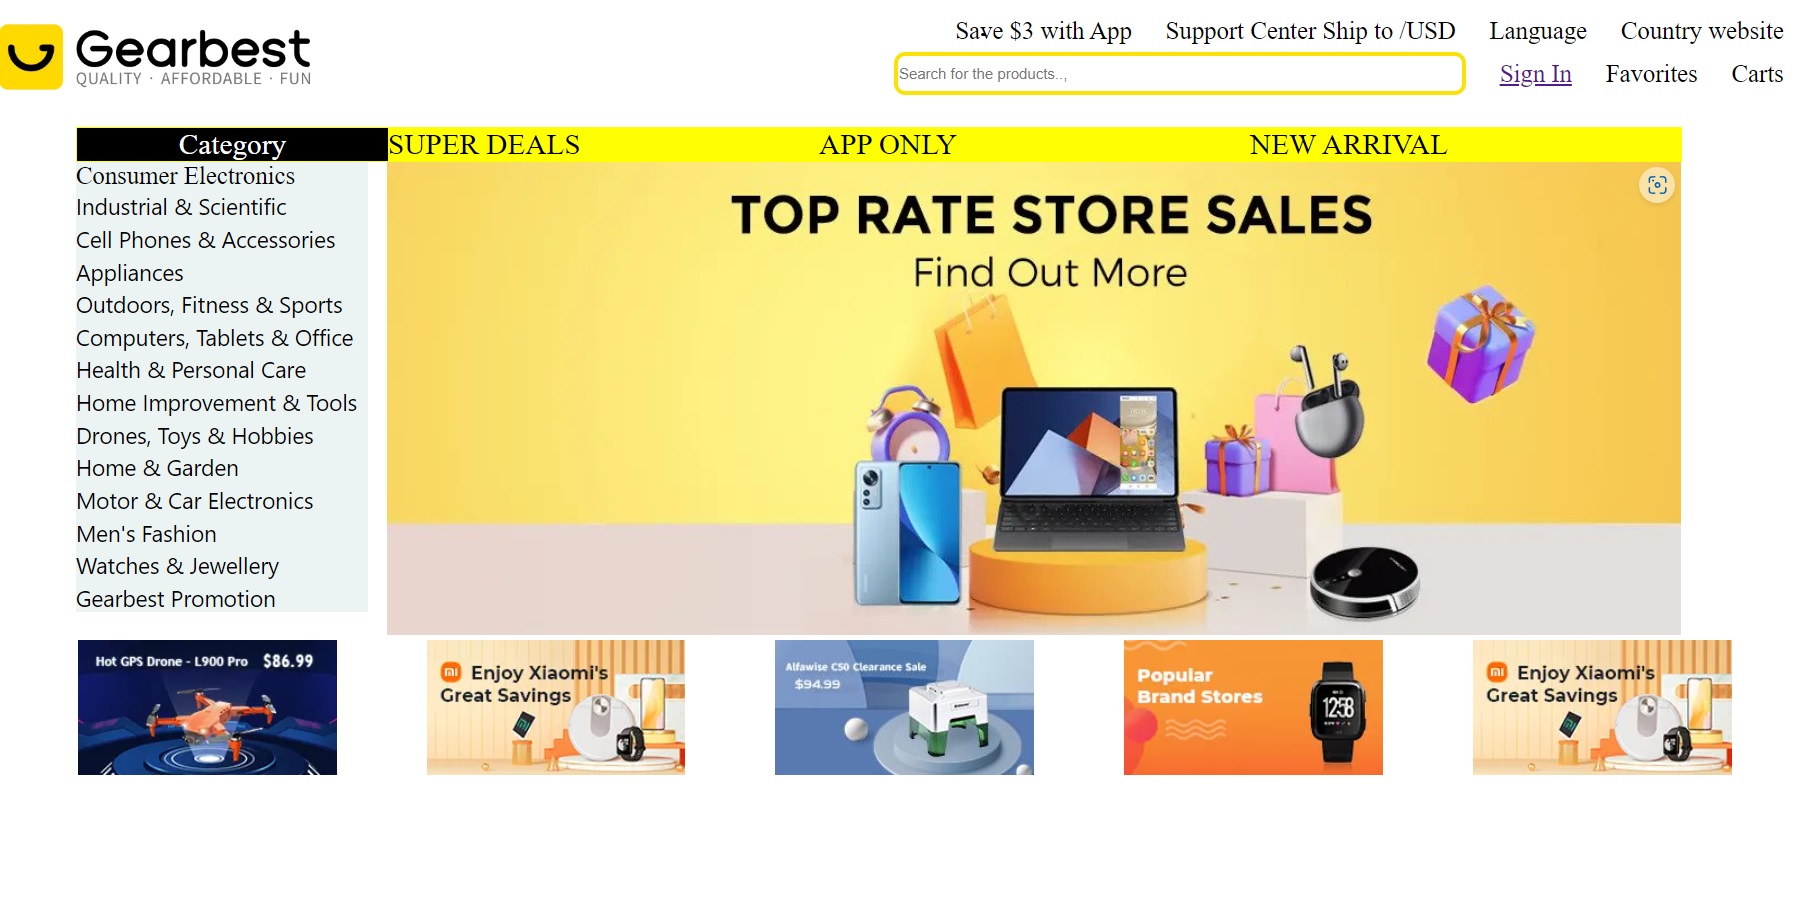 Gearbest
QUALITY · AFFORDABLE · FUN
Save $3 with App Support Center Ship to /USD Language Country website
Search for the products..,
Sign In Favorites Carts
Category SUPER DEALS APP ONLY NEW ARRIVAL
Consumer Electronics
Industrial & Scientific
Cell Phones & Accessories
Appliances
Outdoors, Fitness & Sports
Computers, Tablets & Office
Health & Personal Care
Home Improvement & Tools
Drones, Toys & Hobbies
Home & Garden
Motor & Car Electronics
Men's Fashion
Watches & Jewellery
Gearbest Promotion
TOP RATE STORE SALES
Find Out More
Hot GPS Drone - L900 Pro $86.99
mi Enjoy Xiaomi's
Great Savings
Alfawise C50 Clearance Sale
$94.99
Popular
Brand Stores
12:58
mi Enjoy Xiaomi's
Great Savings